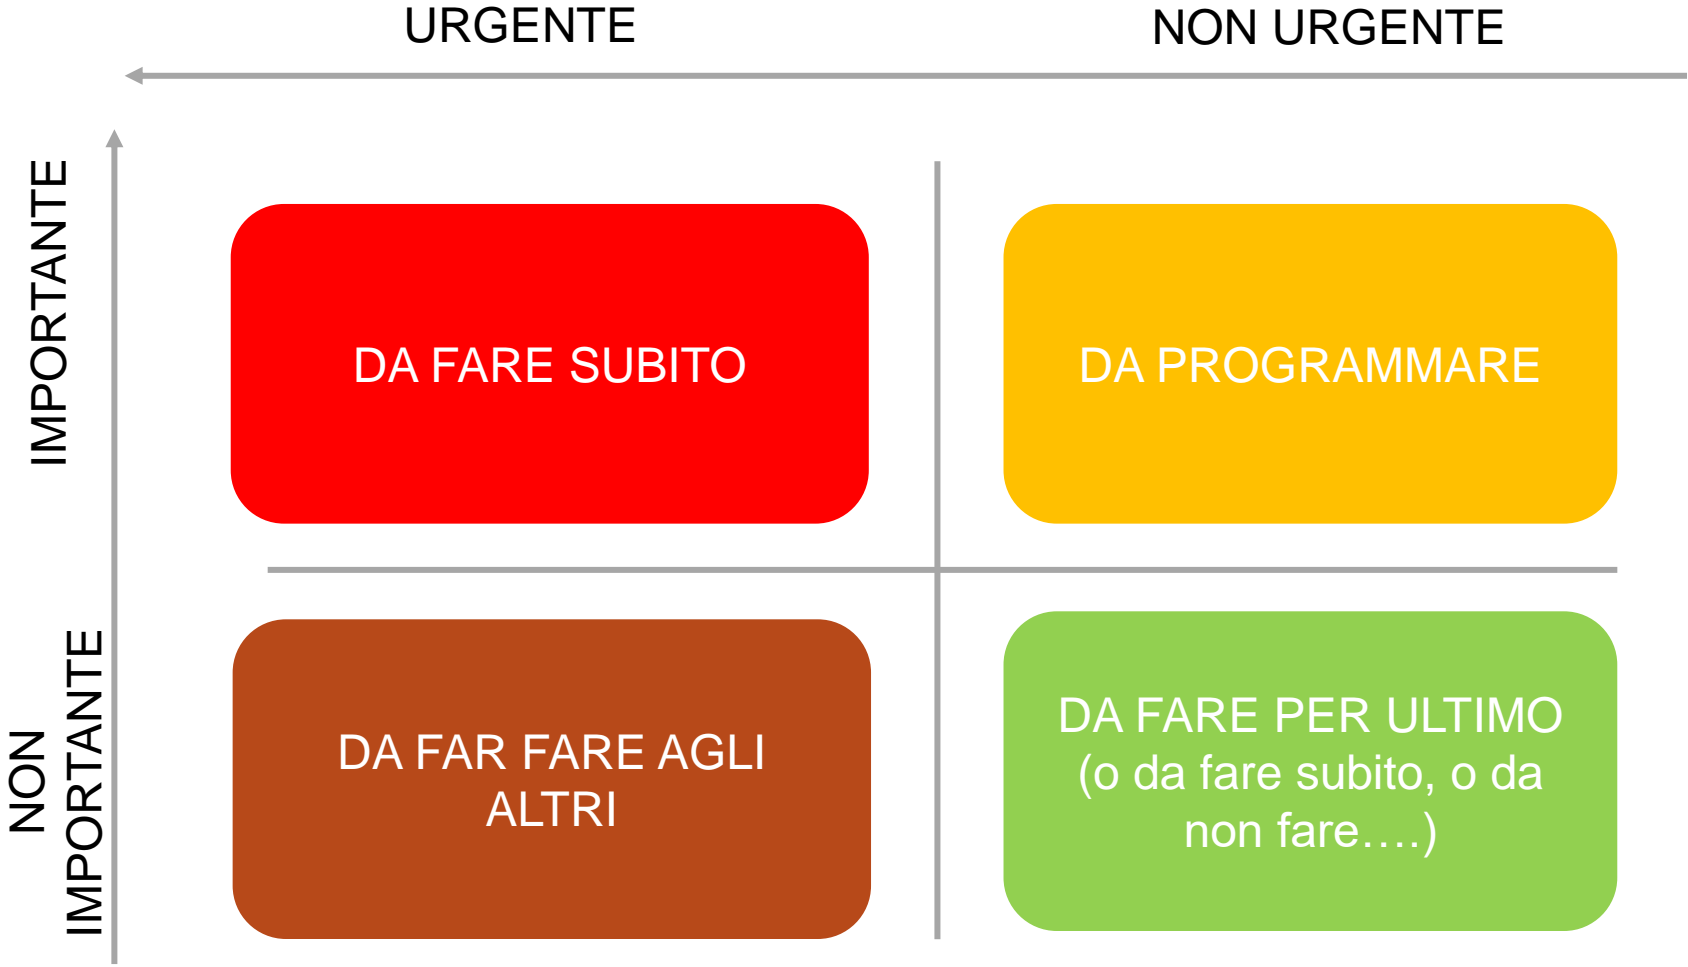 URGENTE
NON URGENTE
IMPORTANTE
DA FARE SUBITO
DA PROGRAMMARE
NON
IMPORTANTE
DA FAR FARE AGLI
ALTRI
DA FARE PER ULTIMO
(o da fare subito, o da
non fare….)